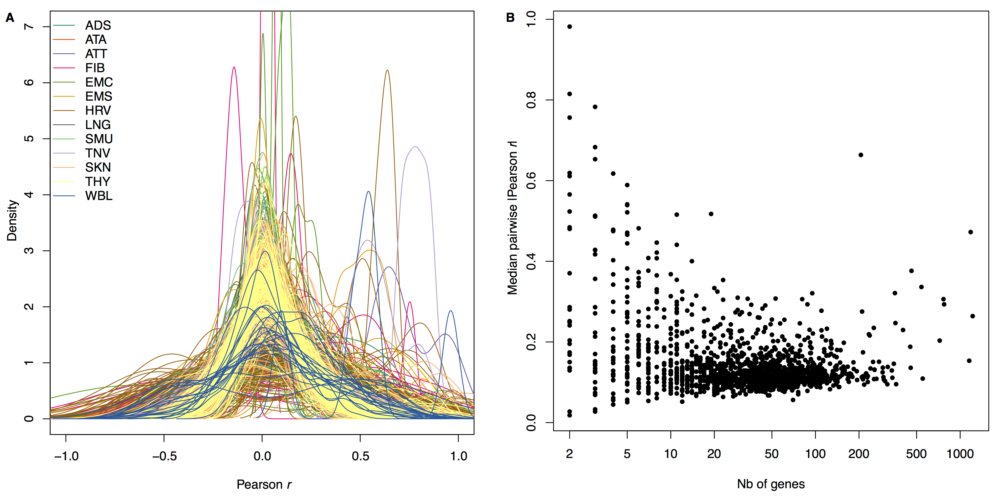 A
7
6
5
4
3
2
1
0
Density
ADS
ATA
ATT
FIB
EMC
EMS
HRV
LNG
SMU
TNV
SKN
THY
WBL
−1.0 −0.5 0.0 0.5 1.0
Pearson r
B
1.0
0.8
0.6
0.4
0.2
0.0
Median pairwise |Pearson r|
2 5 10 20 50 100 200 500 1000
Nb of genes